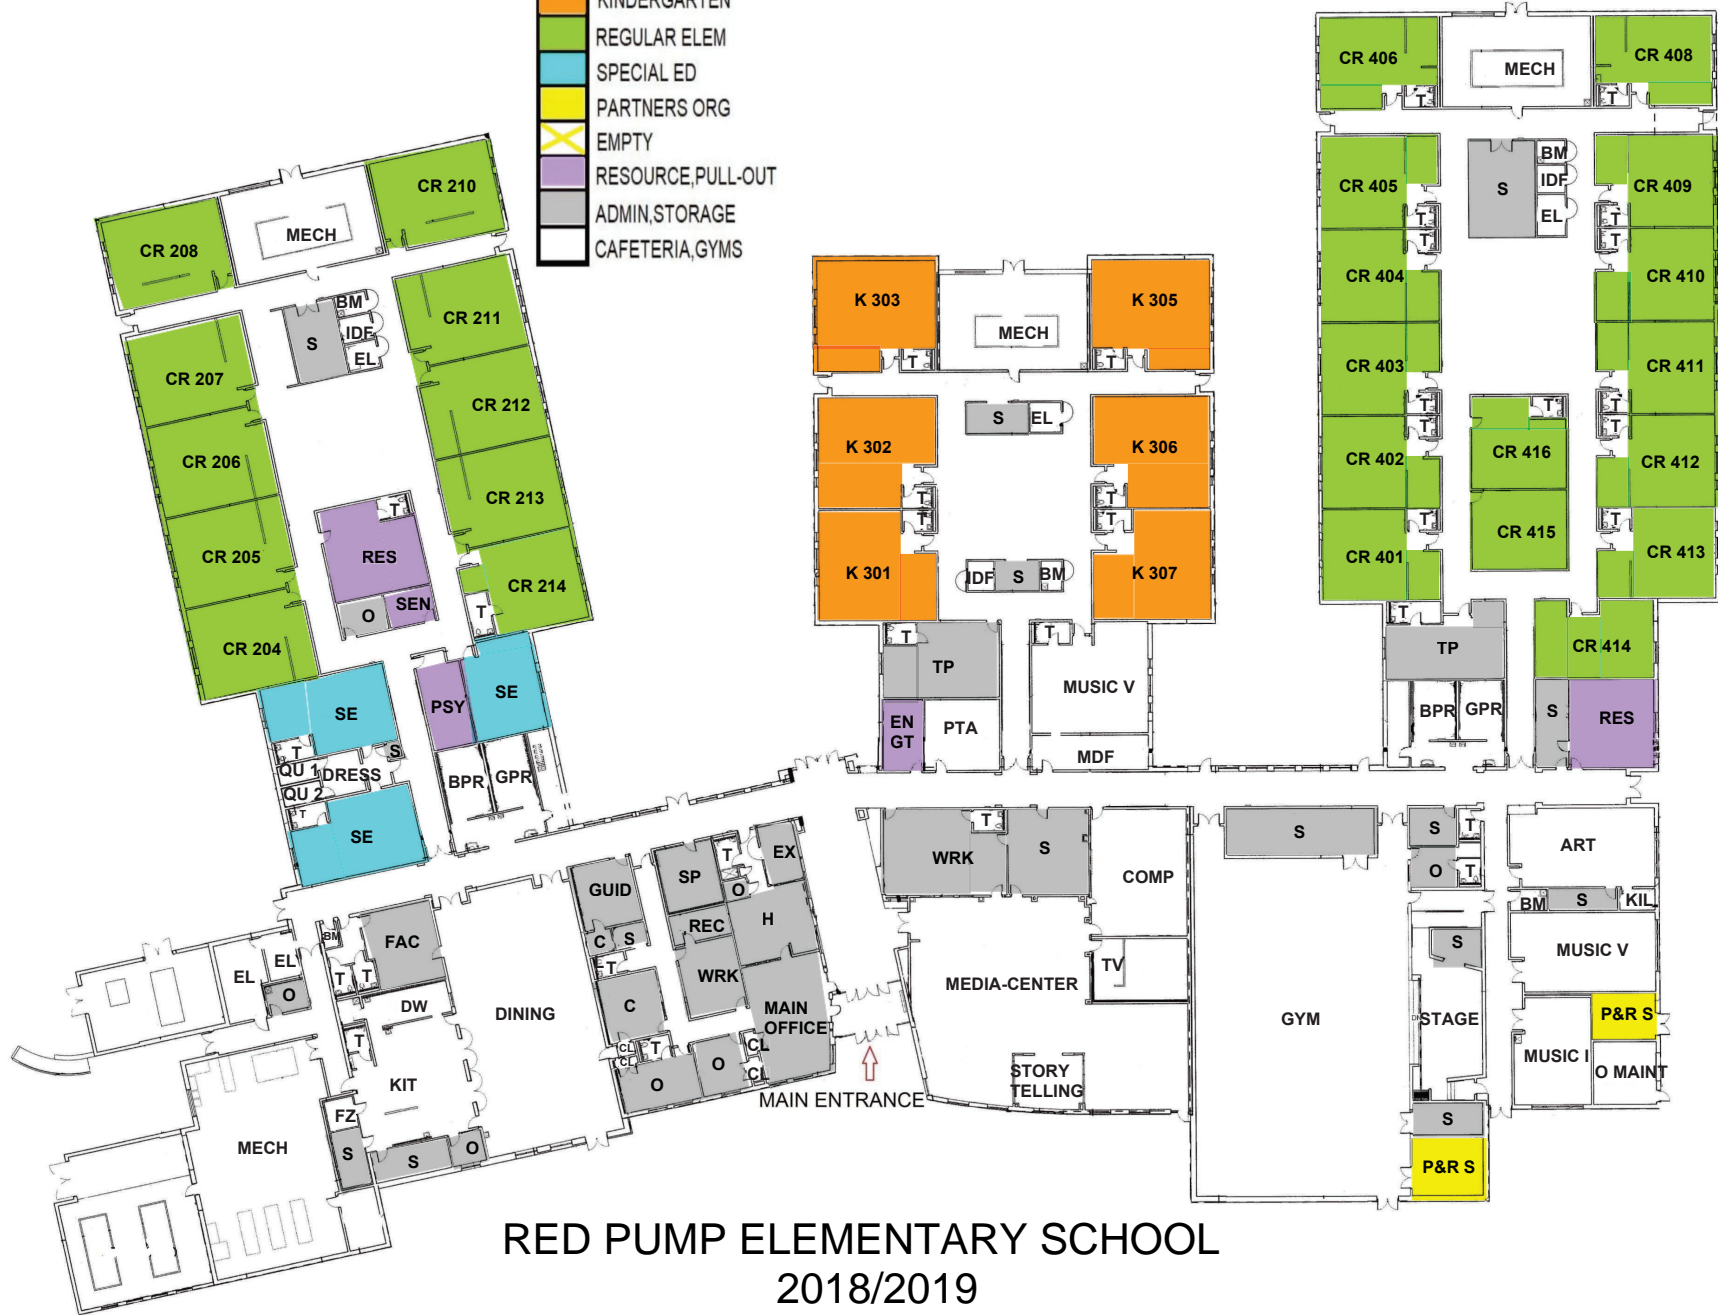 KINDERGARTEN
REGULAR ELEM
SPECIAL ED
PARTNERS ORG
EMPTY
RESOURCE,PULL-OUT
ADMIN,STORAGE
CAFETERIA,GYMS
CR 210
CR 208
MECH
BM
IDF
EL
S
CR 211
CR 207
CR 212
CR 206
CR 213
T
RES
CR 205
CR 214
SEN
O
T
CR 204
SE
PSY
SE
T
S
QU 1
DRESS
QU 2
T
SE
BPR
GPR
K 303
MECH
K 305
T
T
K 302
S
EL
K 306
T
T
T
T
K 301
IDF
S
BM
K 307
T
TP
T
MUSIC V
EN
GT
PTA
MDF
CR 406
MECH
CR 408
T
T
CR 405
S
BM
IDF
EL
CR 409
T
T
T
T
CR 404
CR 410
CR 403
CR 411
T
T
T
T
T
CR 402
CR 416
CR 412
T
T
CR 401
CR 415
CR 413
T
TP
CR 414
BPR
GPR
S
RES
EX
T
SP
O
GUID
REC
H
C
S
T
WRK
C
MAIN
OFFICE
CL
CL
T
CL
CL
O
O
FAC
BM
T
T
EL
EL
O
DW
DINING
T
KIT
FZ
S
S
O
MECH
MAIN ENTRANCE
WRK
T
S
COMP
TV
MEDIA-CENTER
STORY
TELLING
S
GYM
S
T
O
T
S
STAGE
S
P&R S
ART
BM
S
KIL
MUSIC V
P&R S
MUSIC I
O MAINT
RED PUMP ELEMENTARY SCHOOL
2018/2019